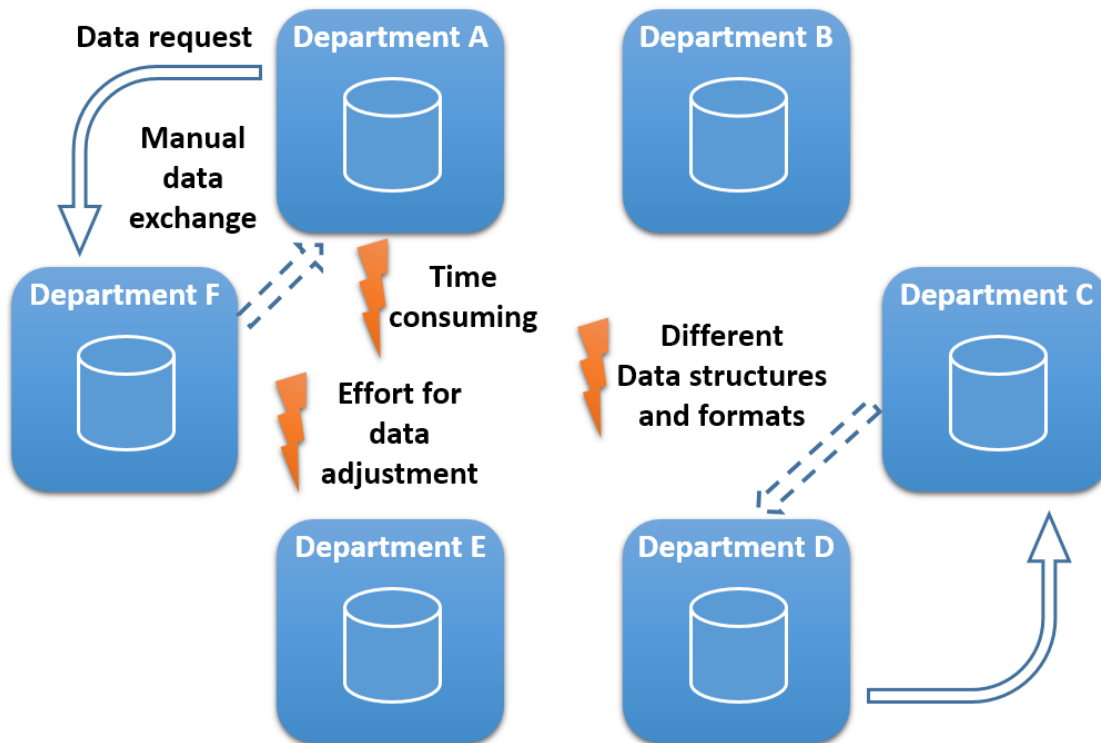 Data request
Department A
Department B
Manual
data
exchange
Department F
Time
consuming
Department C
Different
Data structures
and formats
Effort for
data
adjustment
Department E
Department D